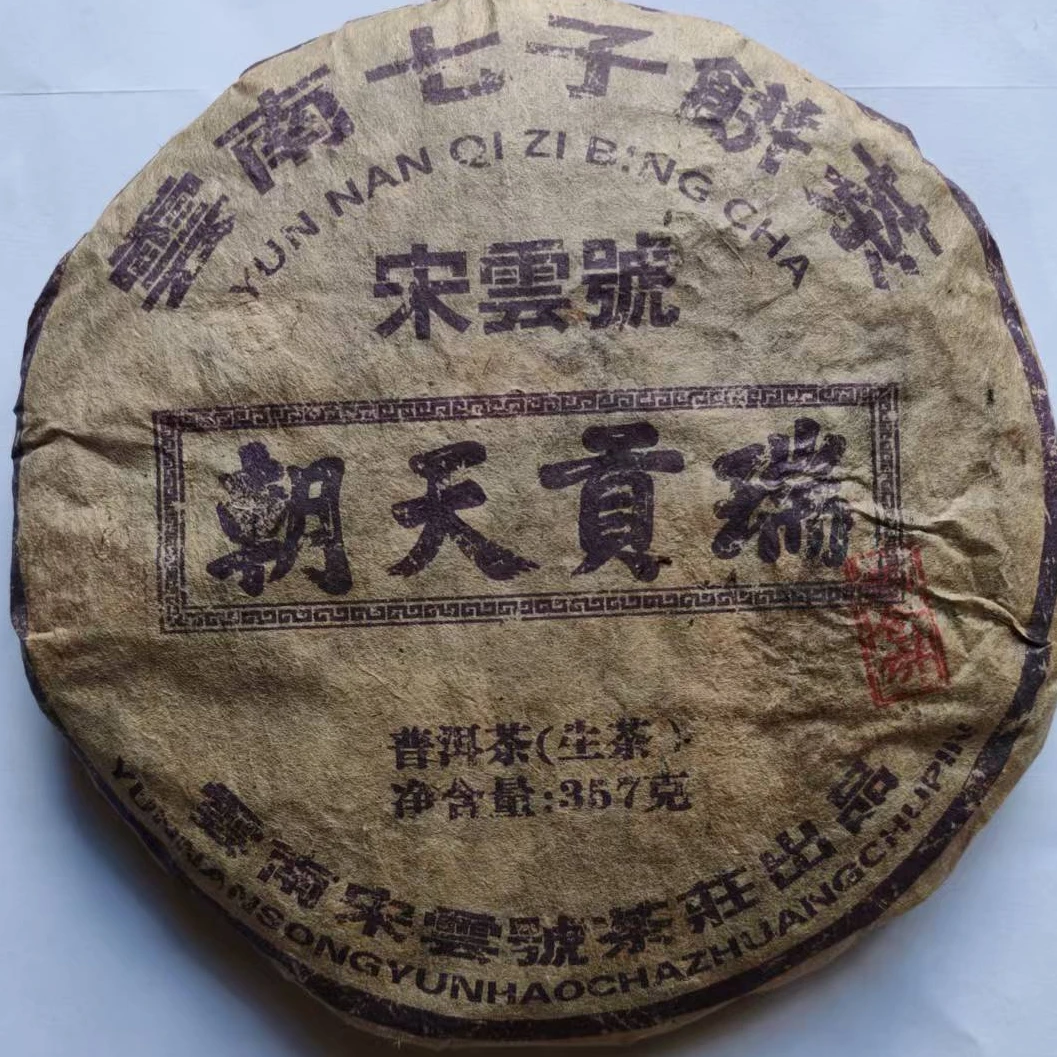 雲南七子餅茶
YUN NAN QI ZI BING CHA
宋雲號
朝天貢瑞
普洱茶(生茶)
净含量:357克
雲南宋雲號茶莊出品
YUNNANSONGYUNHAOCHAZHUANGCHUPIN